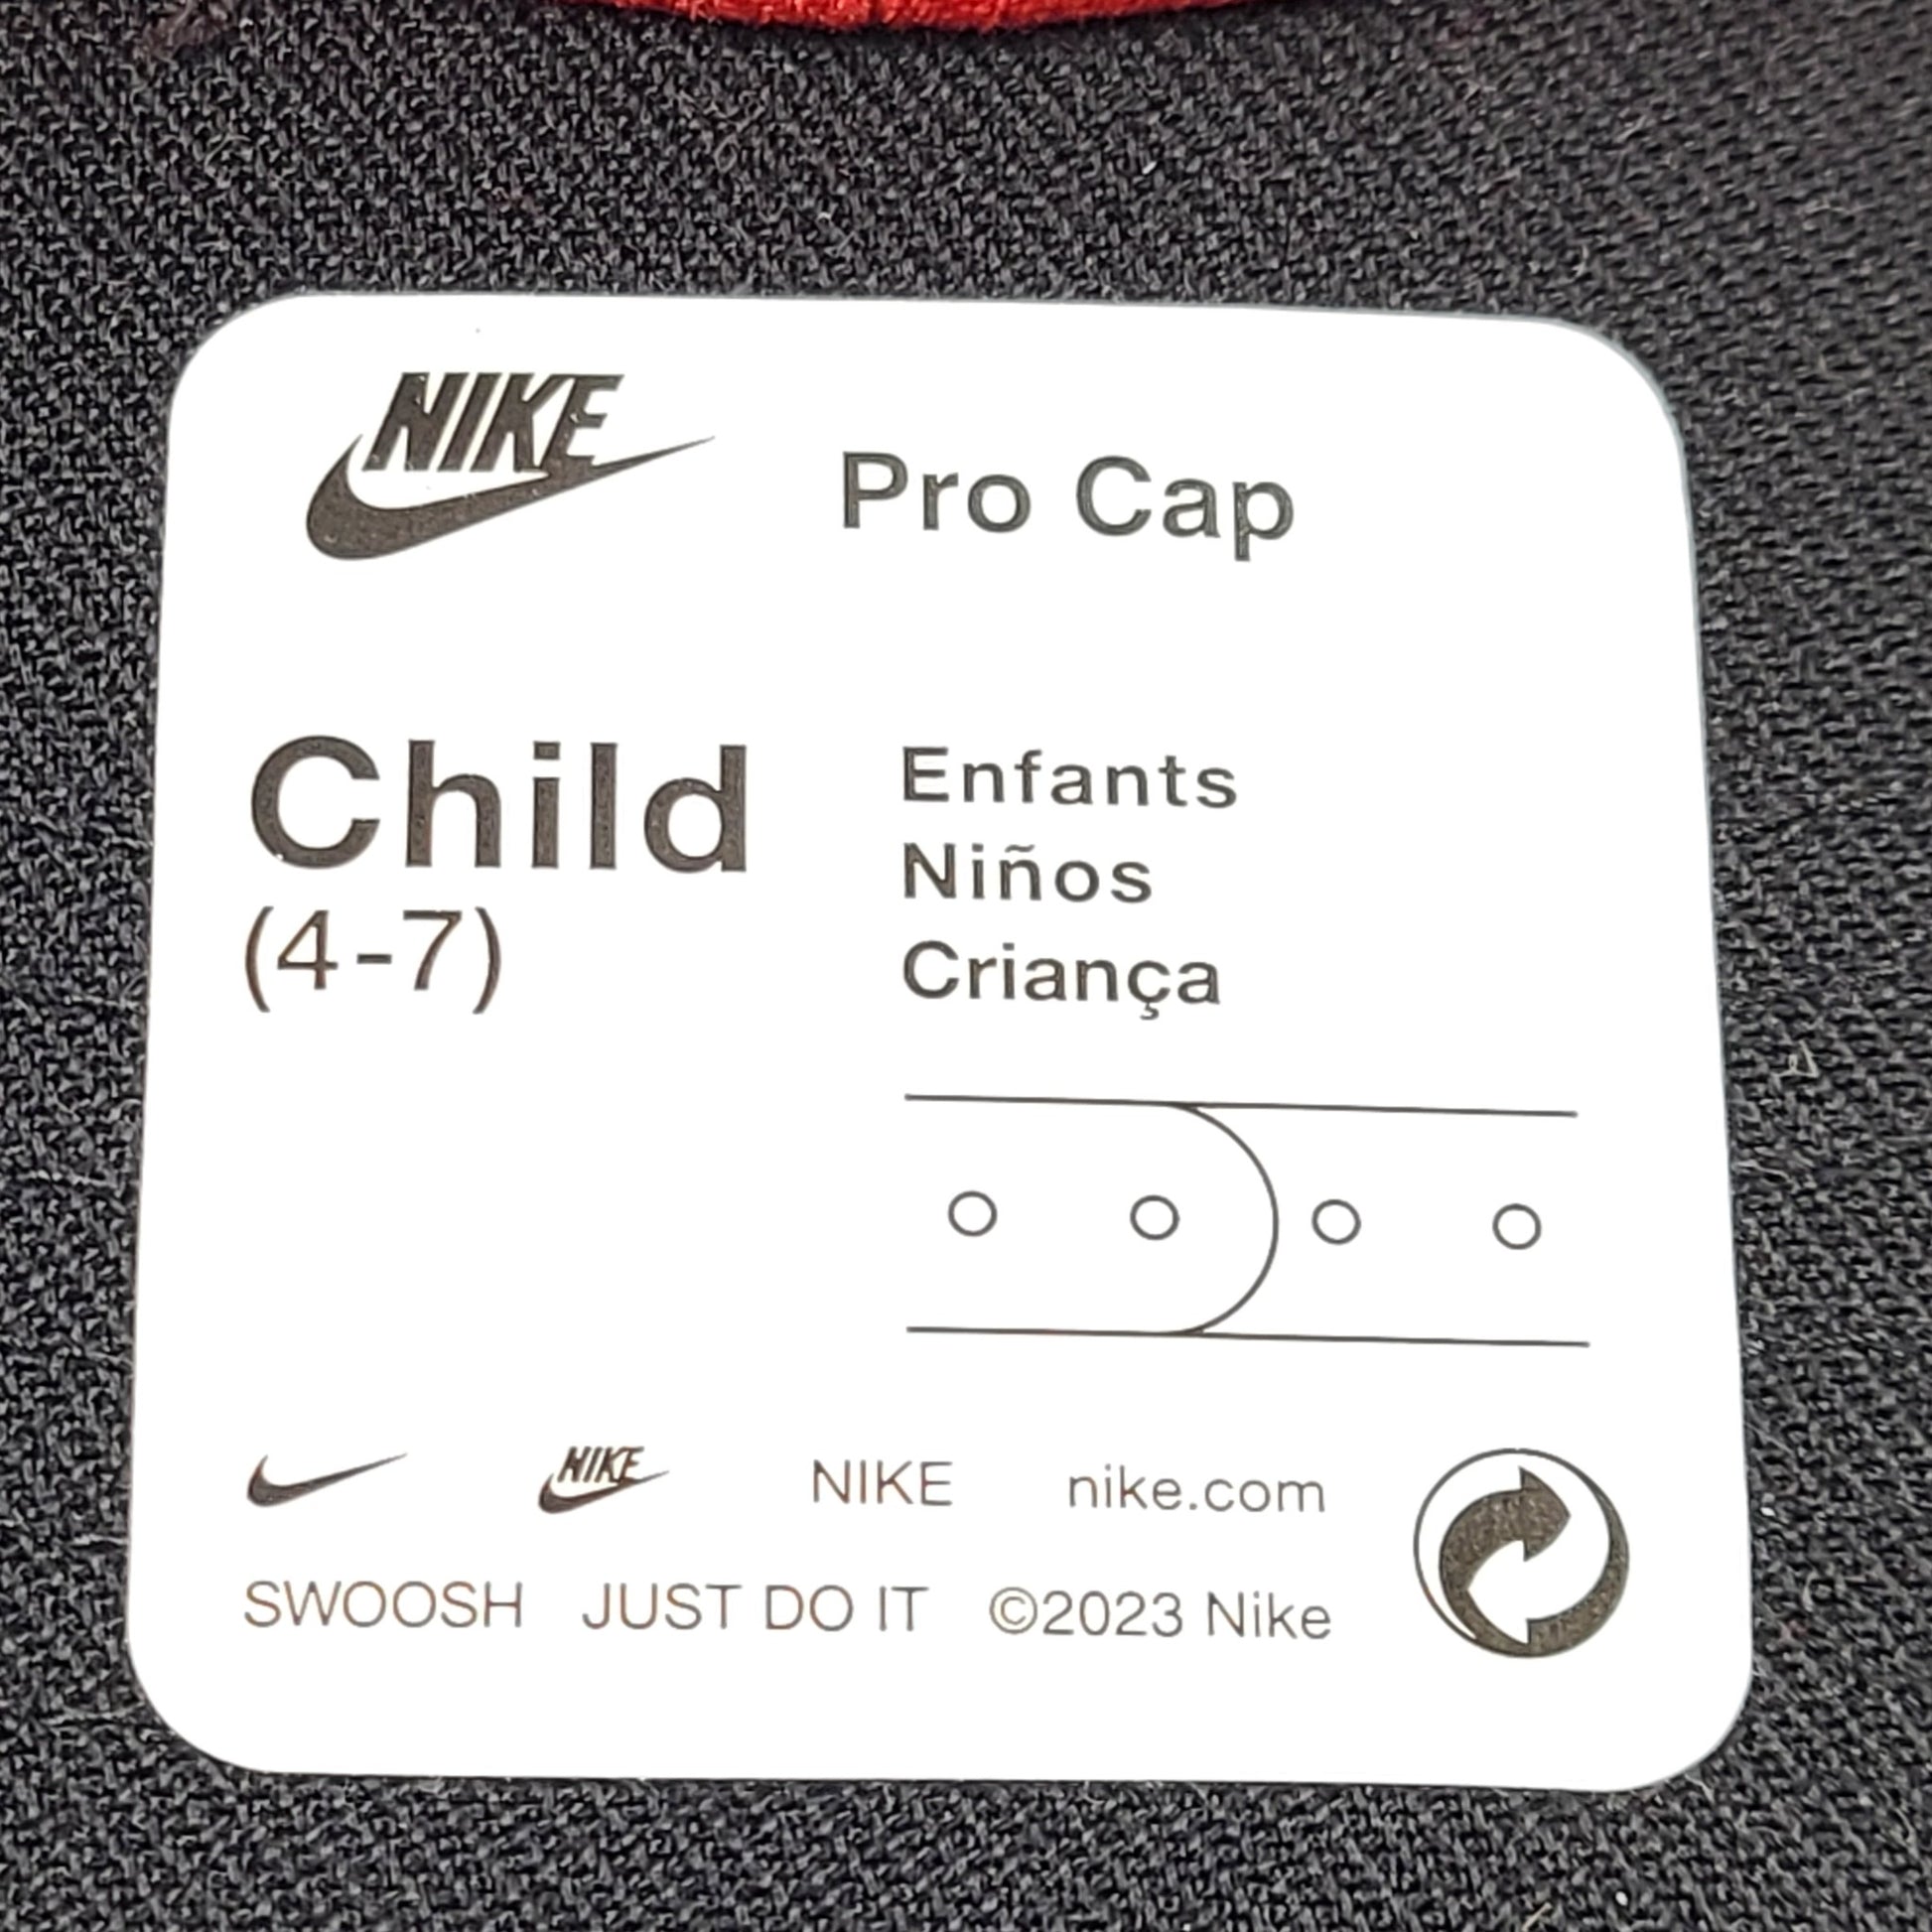 NIKE Pro Cap
Child
(4-7)
Enfants
Niños
Criança
NIKE NIKE nike.com
SWOOSH JUST DO IT ©2023 Nike